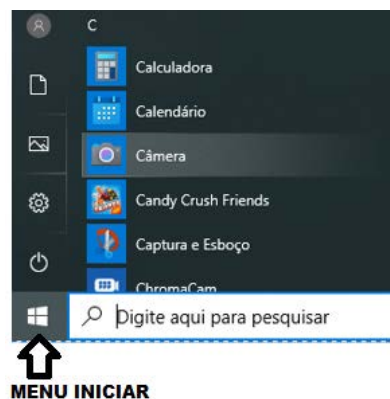 C
Calculadora
Calendário
Câmera
Candy Crush Friends
Captura e Esboço
ChromaCam
Digite aqui para pesquisar
MENU INICIAR